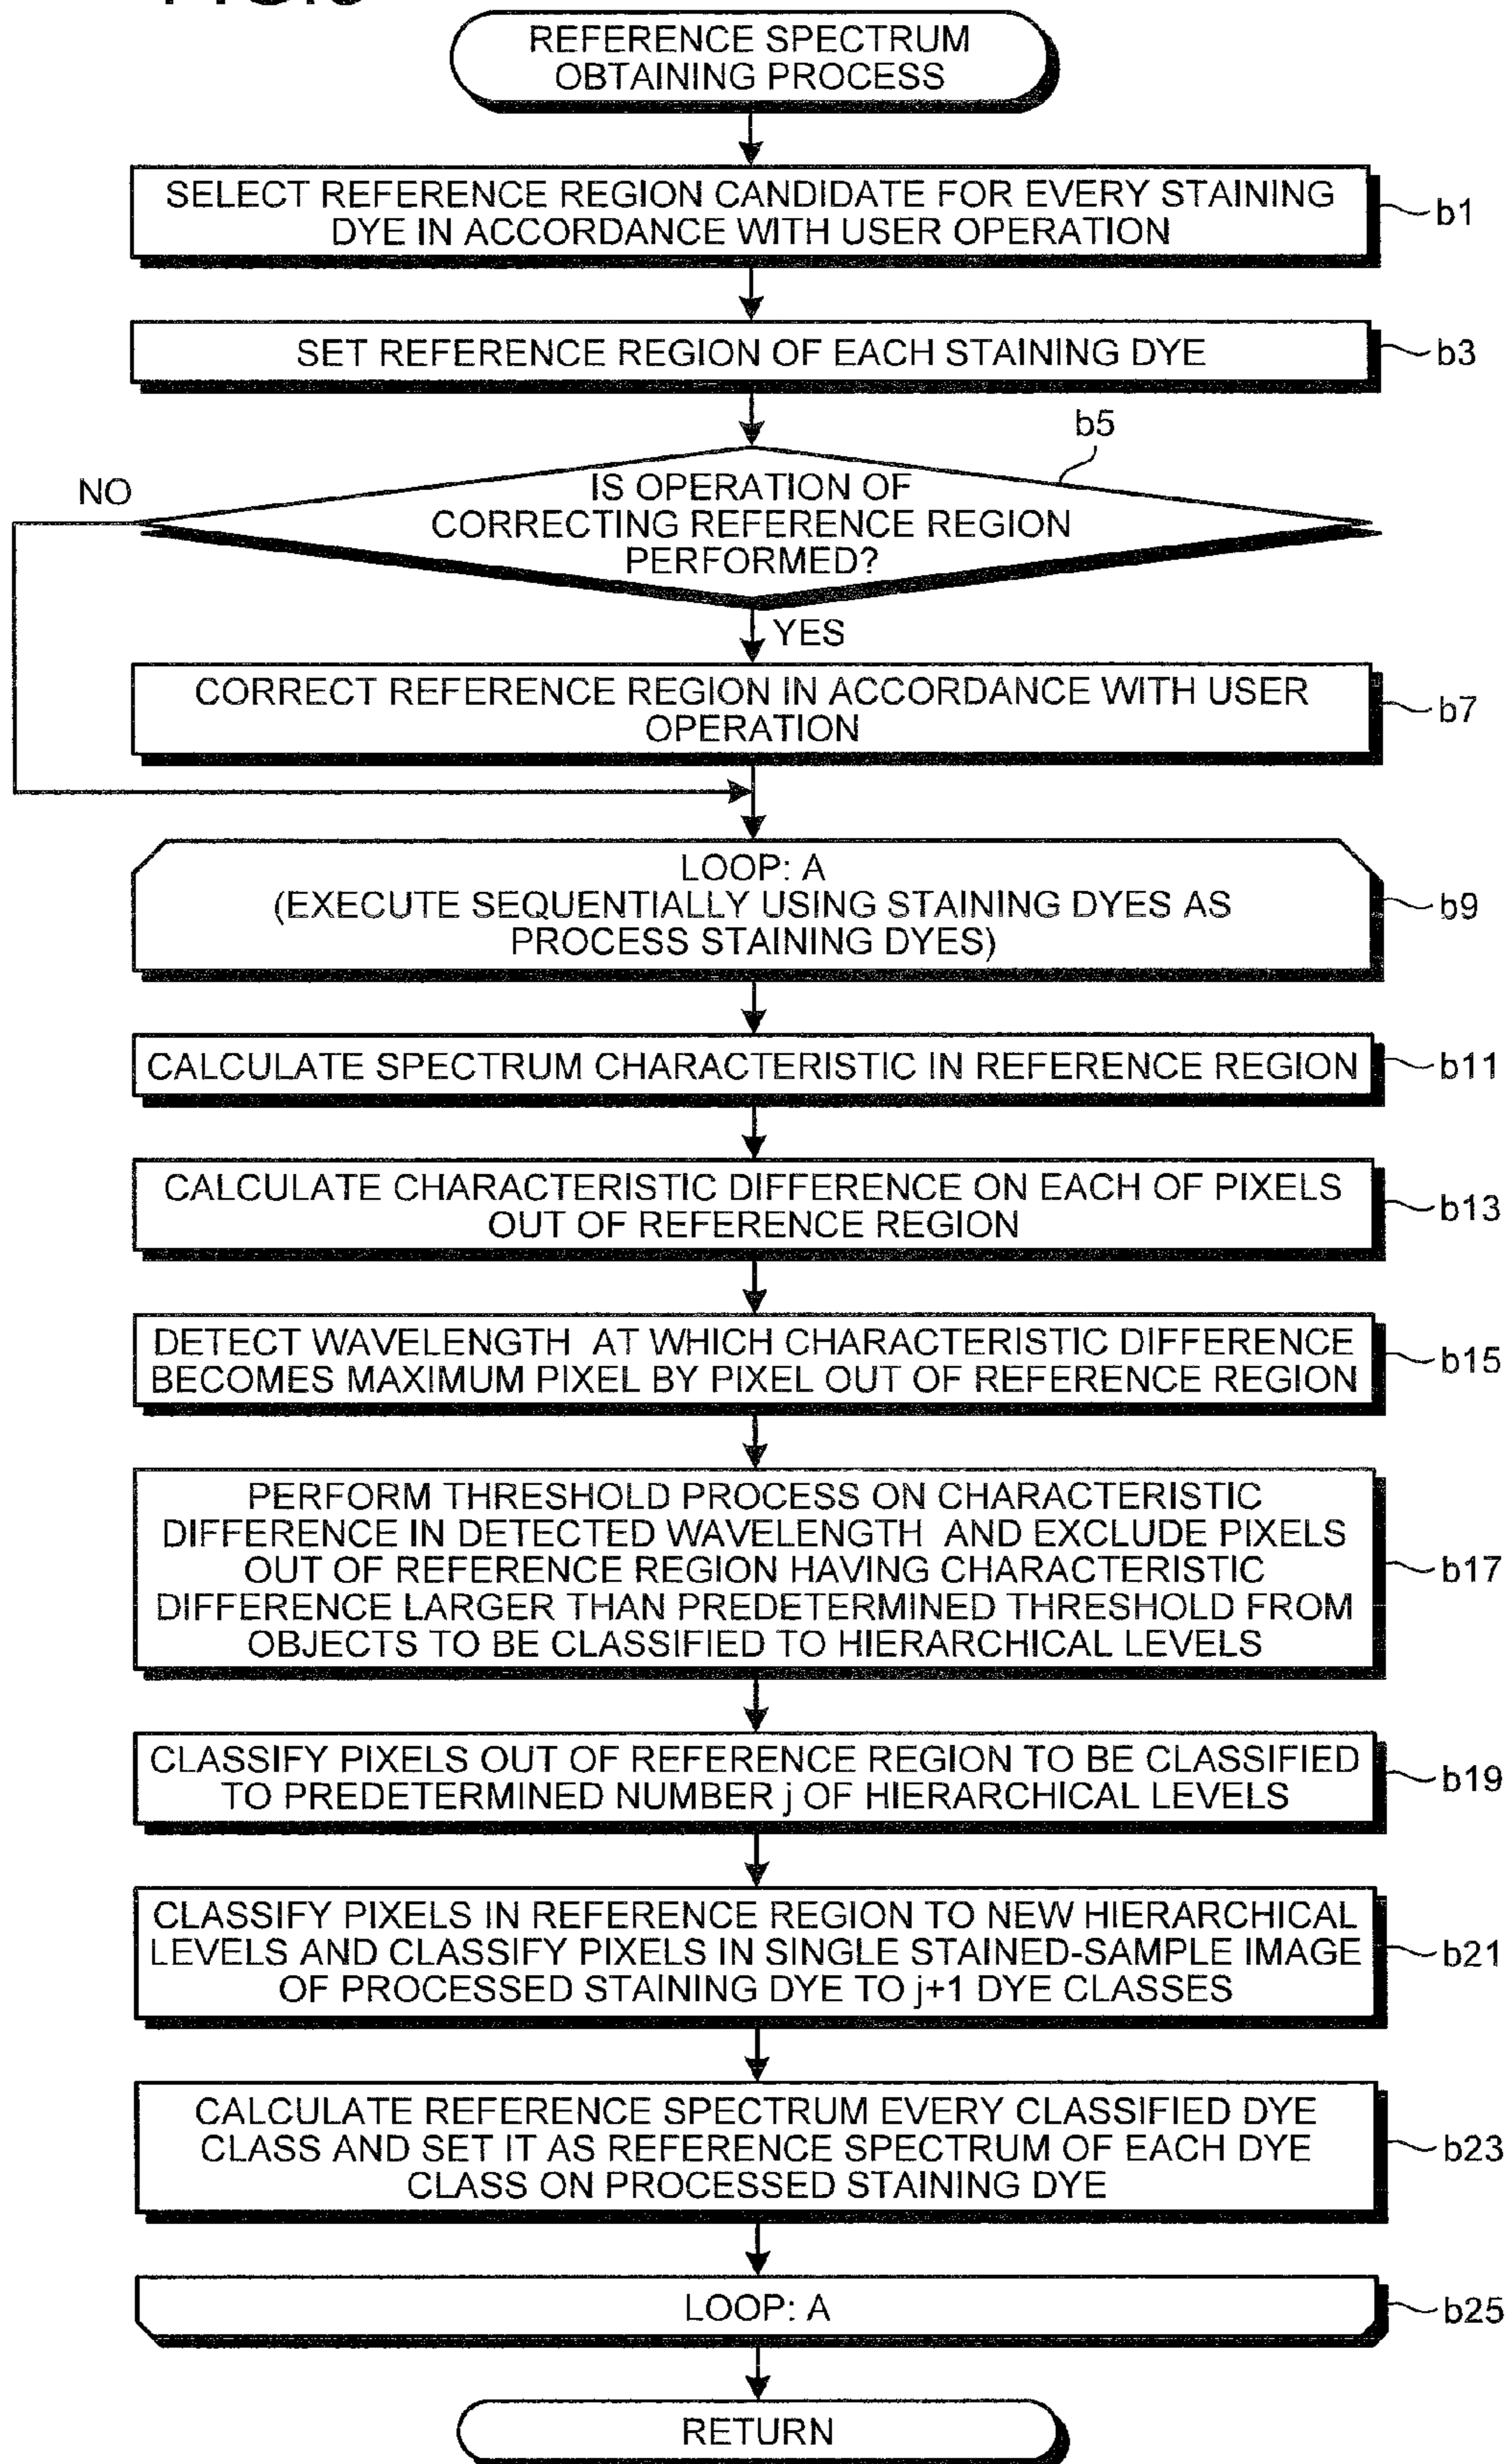 REFERENCE SPECTRUM
OBTAINING PROCESS
SELECT REFERENCE REGION CANDIDATE FOR EVERY STAINING
DYE IN ACCORDANCE WITH USER OPERATION
b1
SET REFERENCE REGION OF EACH STAINING DYE
b3
b5
NO
IS OPERATION OF
CORRECTING REFERENCE REGION
PERFORMED?
YES
CORRECT REFERENCE REGION IN ACCORDANCE WITH USER
OPERATION
b7
LOOP: A
(EXECUTE SEQUENTIALLY USING STAINING DYES AS
PROCESS STAINING DYES)
b9
CALCULATE SPECTRUM CHARACTERISTIC IN REFERENCE REGION
b11
CALCULATE CHARACTERISTIC DIFFERENCE ON EACH OF PIXELS
OUT OF REFERENCE REGION
b13
DETECT WAVELENGTH AT WHICH CHARACTERISTIC DIFFERENCE
BECOMES MAXIMUM PIXEL BY PIXEL OUT OF REFERENCE REGION
b15
PERFORM THRESHOLD PROCESS ON CHARACTERISTIC
DIFFERENCE IN DETECTED WAVELENGTH AND EXCLUDE PIXELS
OUT OF REFERENCE REGION HAVING CHARACTERISTIC
DIFFERENCE LARGER THAN PREDETERMINED THRESHOLD FROM
OBJECTS TO BE CLASSIFIED TO HIERARCHICAL LEVELS
b17
CLASSIFY PIXELS OUT OF REFERENCE REGION TO BE CLASSIFIED
TO PREDETERMINED NUMBER j OF HIERARCHICAL LEVELS
b19
CLASSIFY PIXELS IN REFERENCE REGION TO NEW HIERARCHICAL
LEVELS AND CLASSIFY PIXELS IN SINGLE STAINED-SAMPLE IMAGE
OF PROCESSED STAINING DYE TO j+1 DYE CLASSES
b21
CALCULATE REFERENCE SPECTRUM EVERY CLASSIFIED DYE
CLASS AND SET IT AS REFERENCE SPECTRUM OF EACH DYE
CLASS ON PROCESSED STAINING DYE
b23
LOOP: A
b25
RETURN